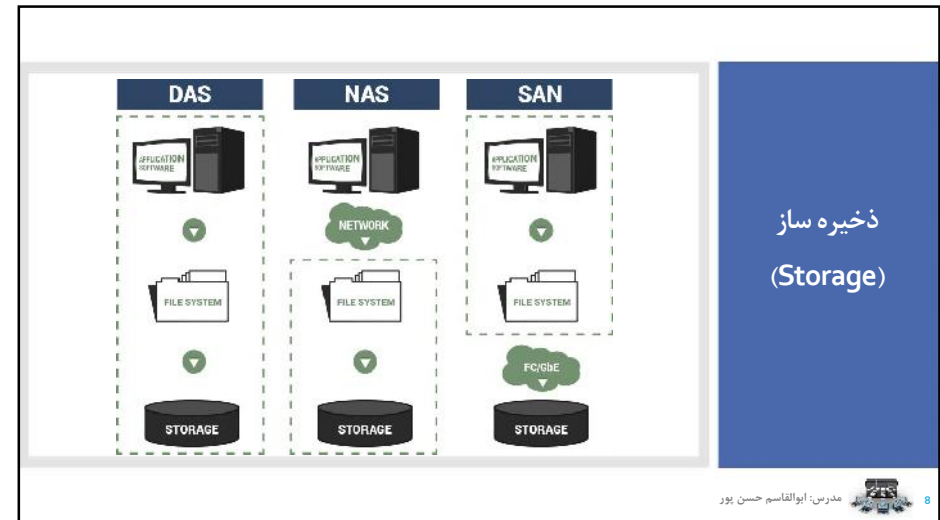 DAS
NAS
SAN
APPLICATION
SOFTWARE
APPLICATION
SOFTWARE
APPLICATION
SOFTWARE
NETWORK
FILE SYSTEM
FILE SYSTEM
FILE SYSTEM
FC/GbE
STORAGE
STORAGE
STORAGE
ذخیره ساز
(Storage)
مدرس: ابوالقاسم حسن پور
8